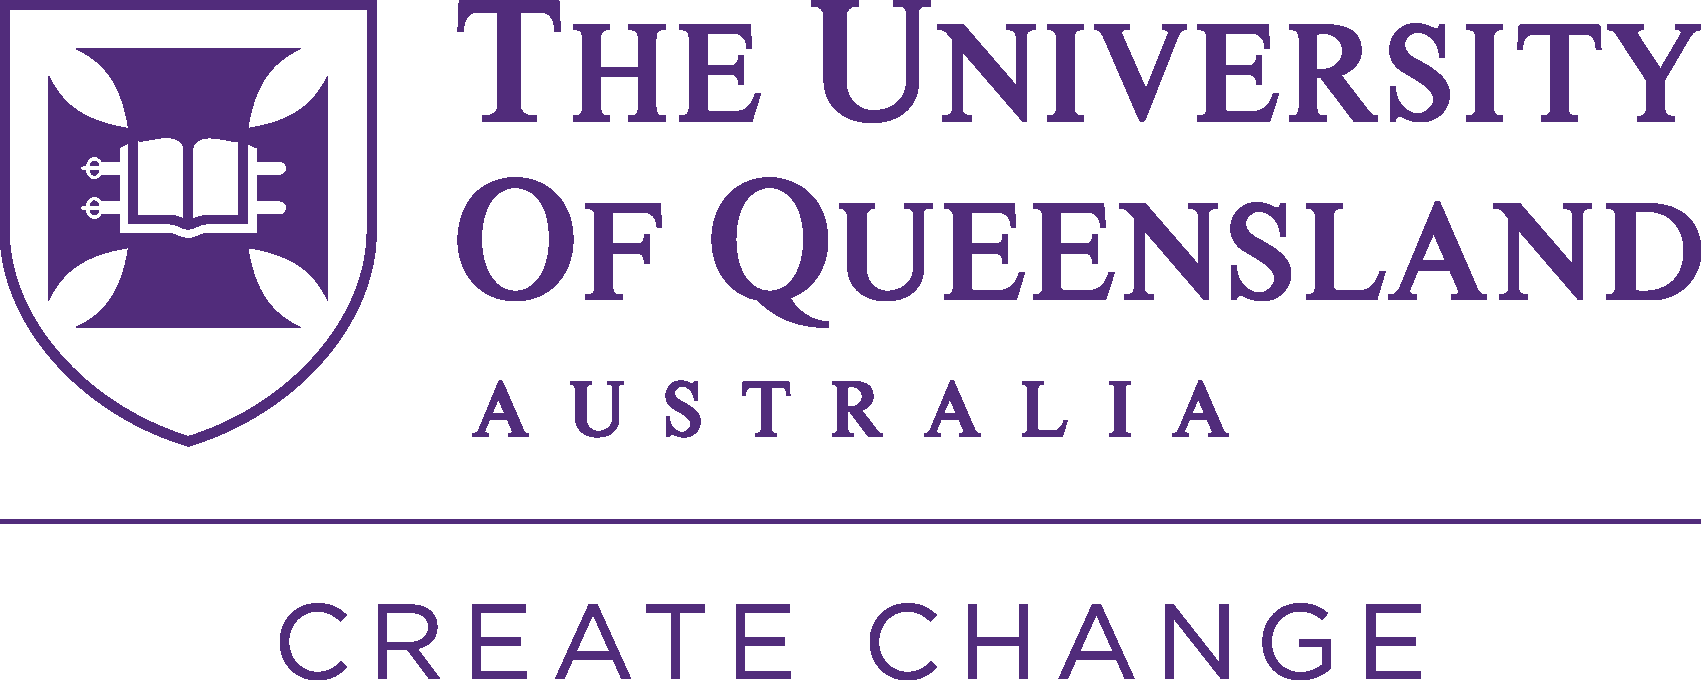 THE UNIVERSITY
OF QUEENSLAND
AUSTRALIA
CREATE CHANGE